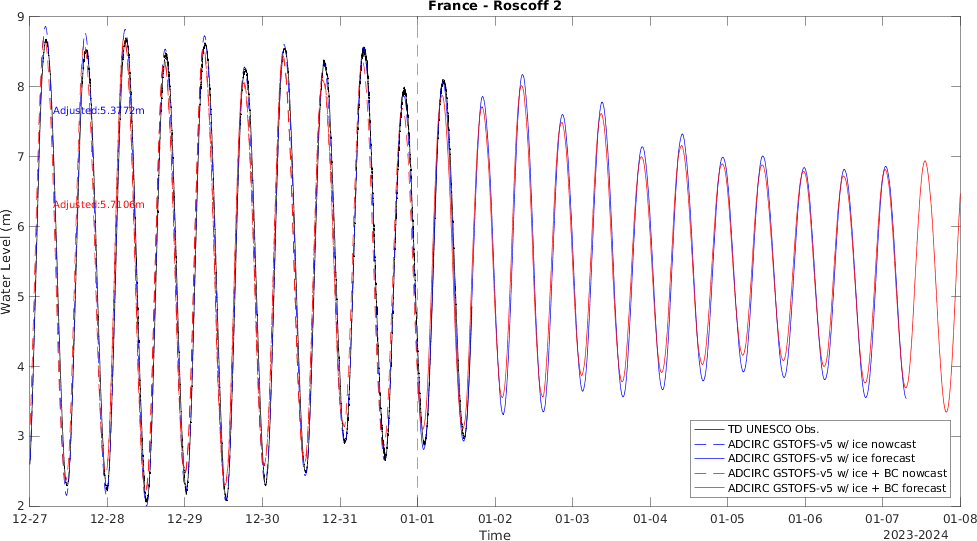 France - Roscoff 2
9
8
7
6
5
4
3
2
Water Level (m)
Adjusted:5.3772m
Adjusted:5.7106m
TD UNESCO Obs.
ADCIRC GSTOFS-v5 w/ ice nowcast
ADCIRC GSTOFS-v5 w/ ice forecast
ADCIRC GSTOFS-v5 w/ ice + BC nowcast
ADCIRC GSTOFS-v5 w/ ice + BC forecast
12-27 12-28 12-29 12-30 12-31 01-01 01-02 01-03 01-04 01-05 01-06 01-07 01-08
Time
2023-2024